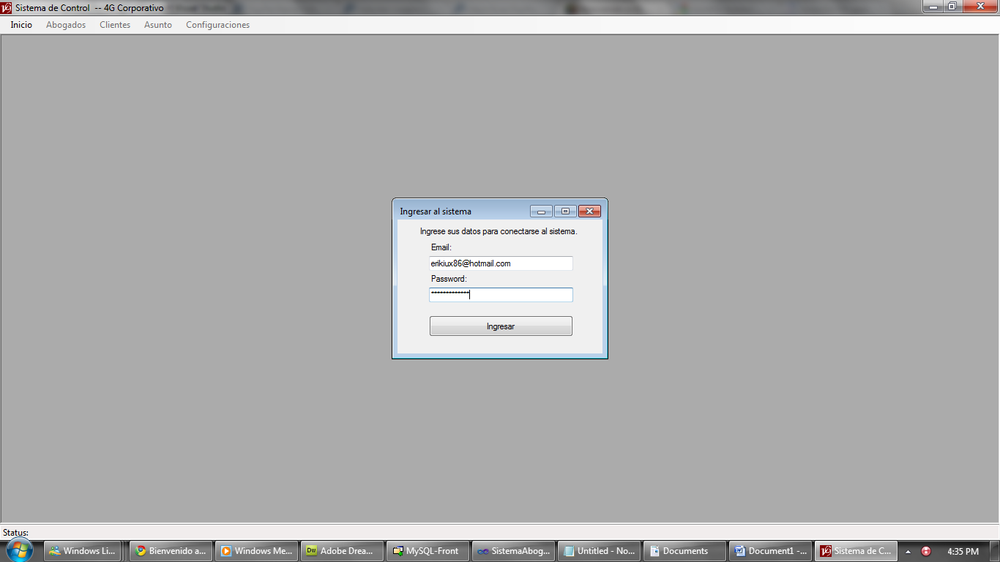 Sistema de Control -- 4G Corporativo
Inicio Abogados Clientes Asunto Configuraciones
Ingresar al sistema
Ingrese sus datos para conectarse al sistema.
Email:
erikiux86@hotmail.com
Password:
*************
Ingresar
Status:
Windows Li... Bienvenido a... Windows Me... Dw Adobe Drea... MySQL-Front SistemaAbog... Untitled - No... Documents Document1 -... Sistema de C... 4:35 PM